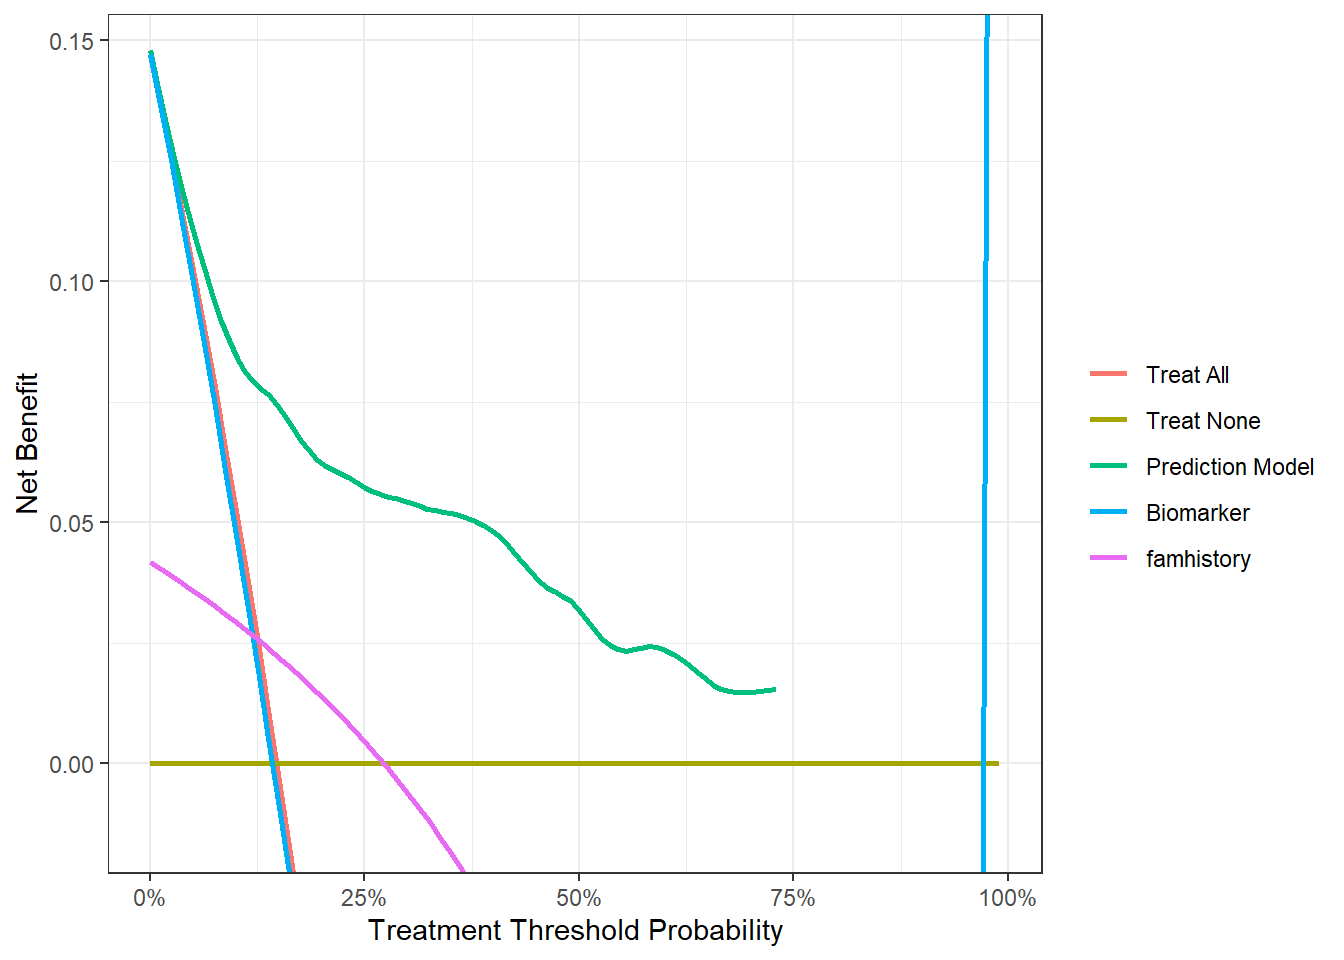 0.15
0.10
0.05
0.00
Net Benefit
0%
25%
50%
75%
100%
Treatment Threshold Probability
Treat All
Treat None
Prediction Model
Biomarker
famhistory